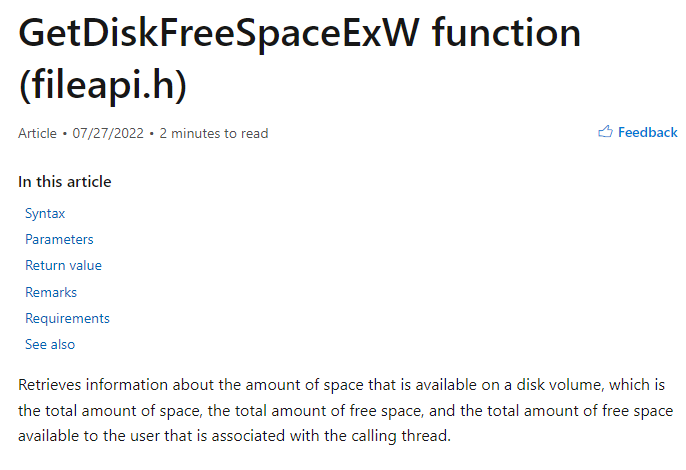 GetDiskFreeSpaceExW function
(fileapi.h)
Article • 07/27/2022 • 2 minutes to read
Feedback
In this article
Syntax
Parameters
Return value
Remarks
Requirements
See also
Retrieves information about the amount of space that is available on a disk volume, which is
the total amount of space, the total amount of free space, and the total amount of free space
available to the user that is associated with the calling thread.